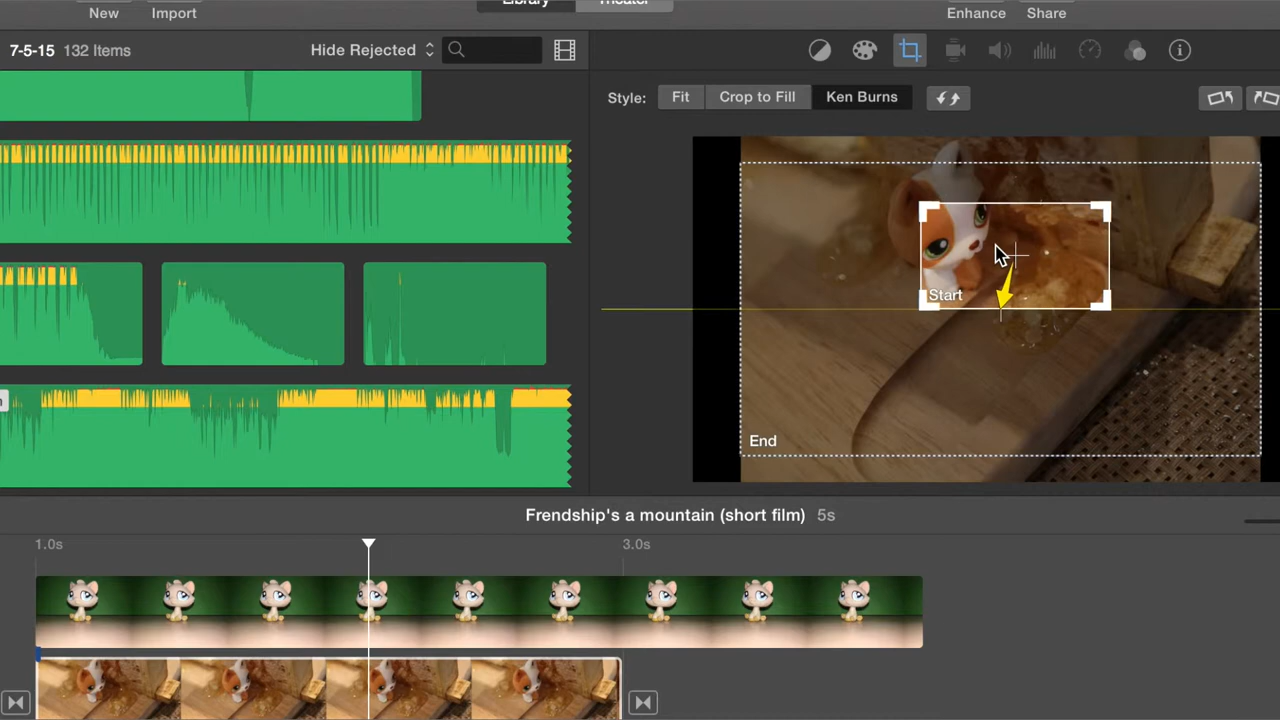 Library Theater
New Import Enhance Share
7-5-15 132 Items Hide Rejected
Style: Fit Crop to Fill Ken Burns
Start
End
Frendship's a mountain (short film) 5s
1.0s 3.0s